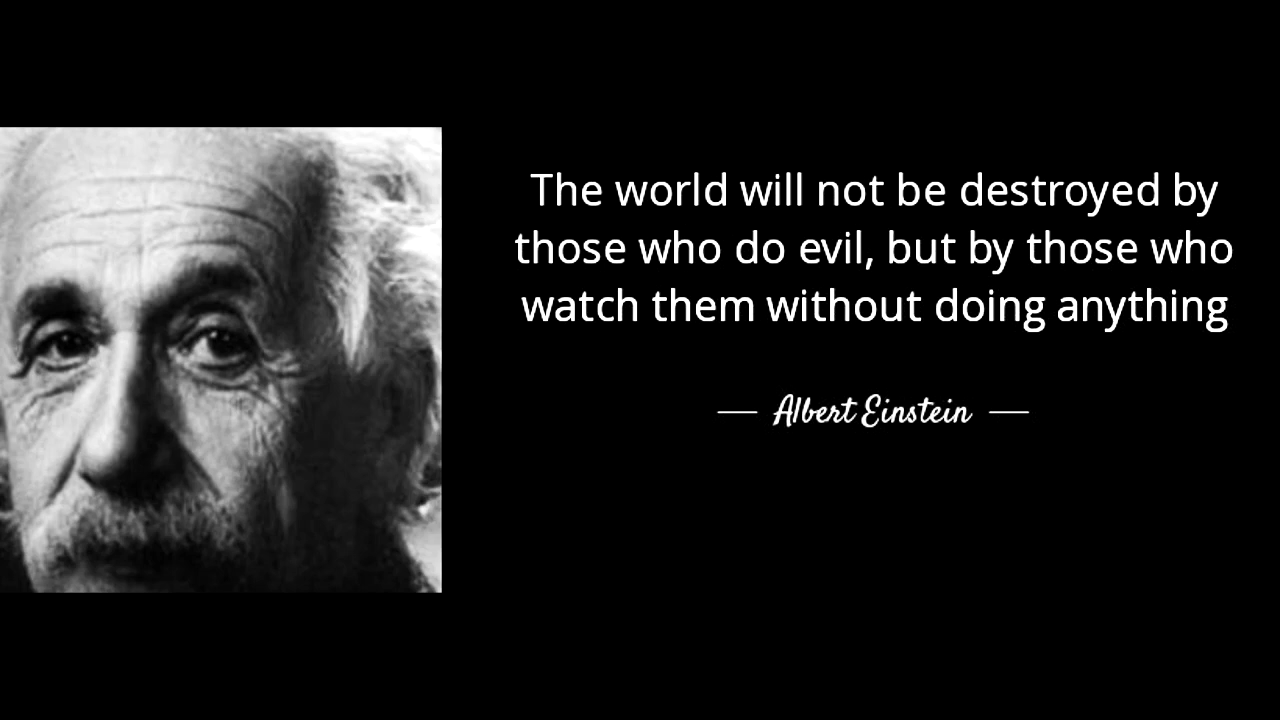 The world will not be destroyed by
those who do evil, but by those who
watch them without doing anything
— Albert Einstein —